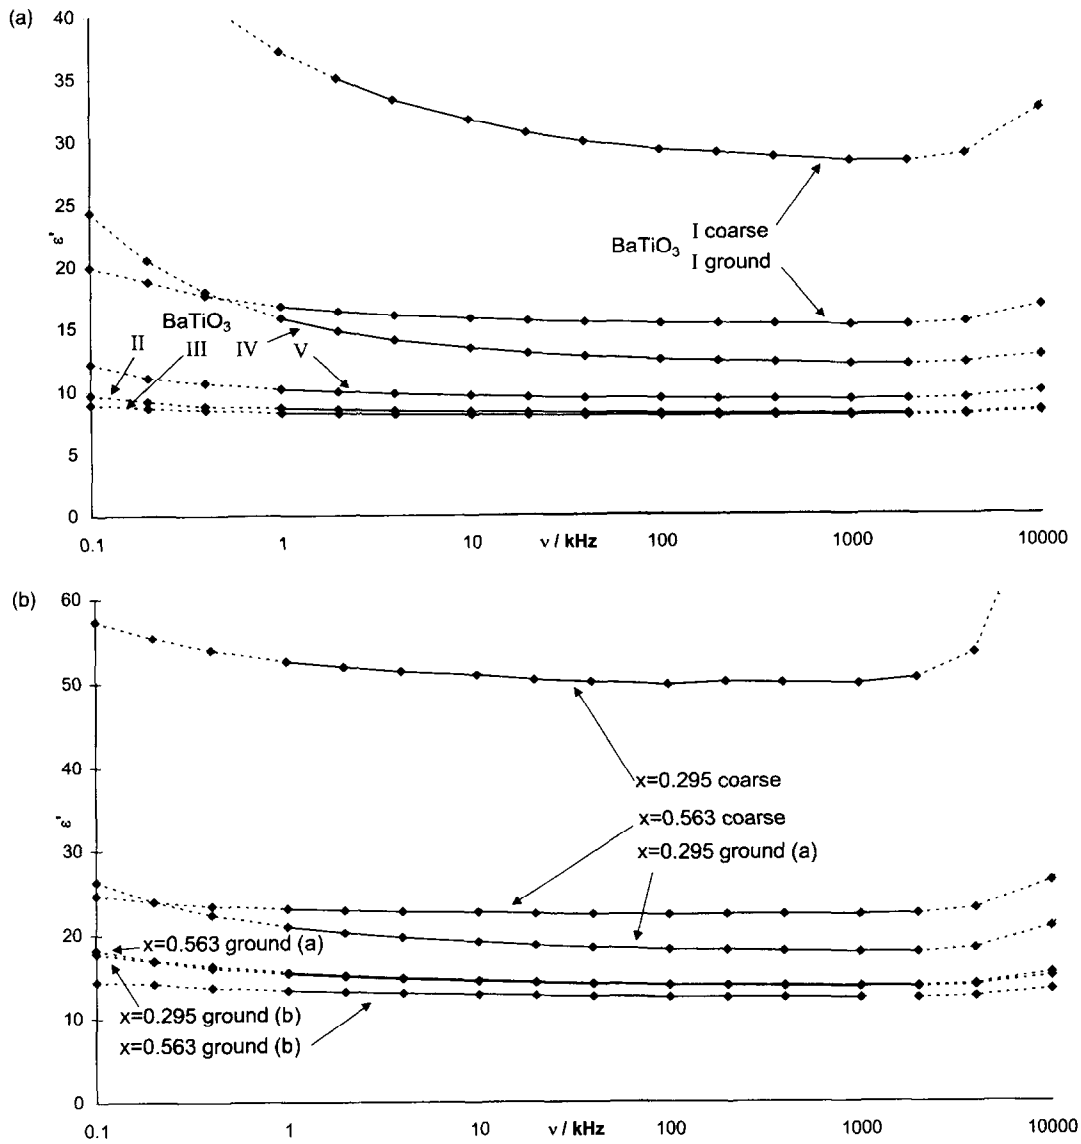 (a)
40
35
30
25
ε'
20
15
10
5
0
BaTiO3 I coarse
I ground
BaTiO3
II III IV V
0.1 1 10 ν / kHz 100 1000 10000
(b)
60
50
40
ε'
30
20
10
0
x=0.295 coarse
x=0.563 coarse
x=0.295 ground (a)
x=0.563 ground (a)
x=0.295 ground (b)
x=0.563 ground (b)
0.1 1 10 ν / kHz 100 1000 10000